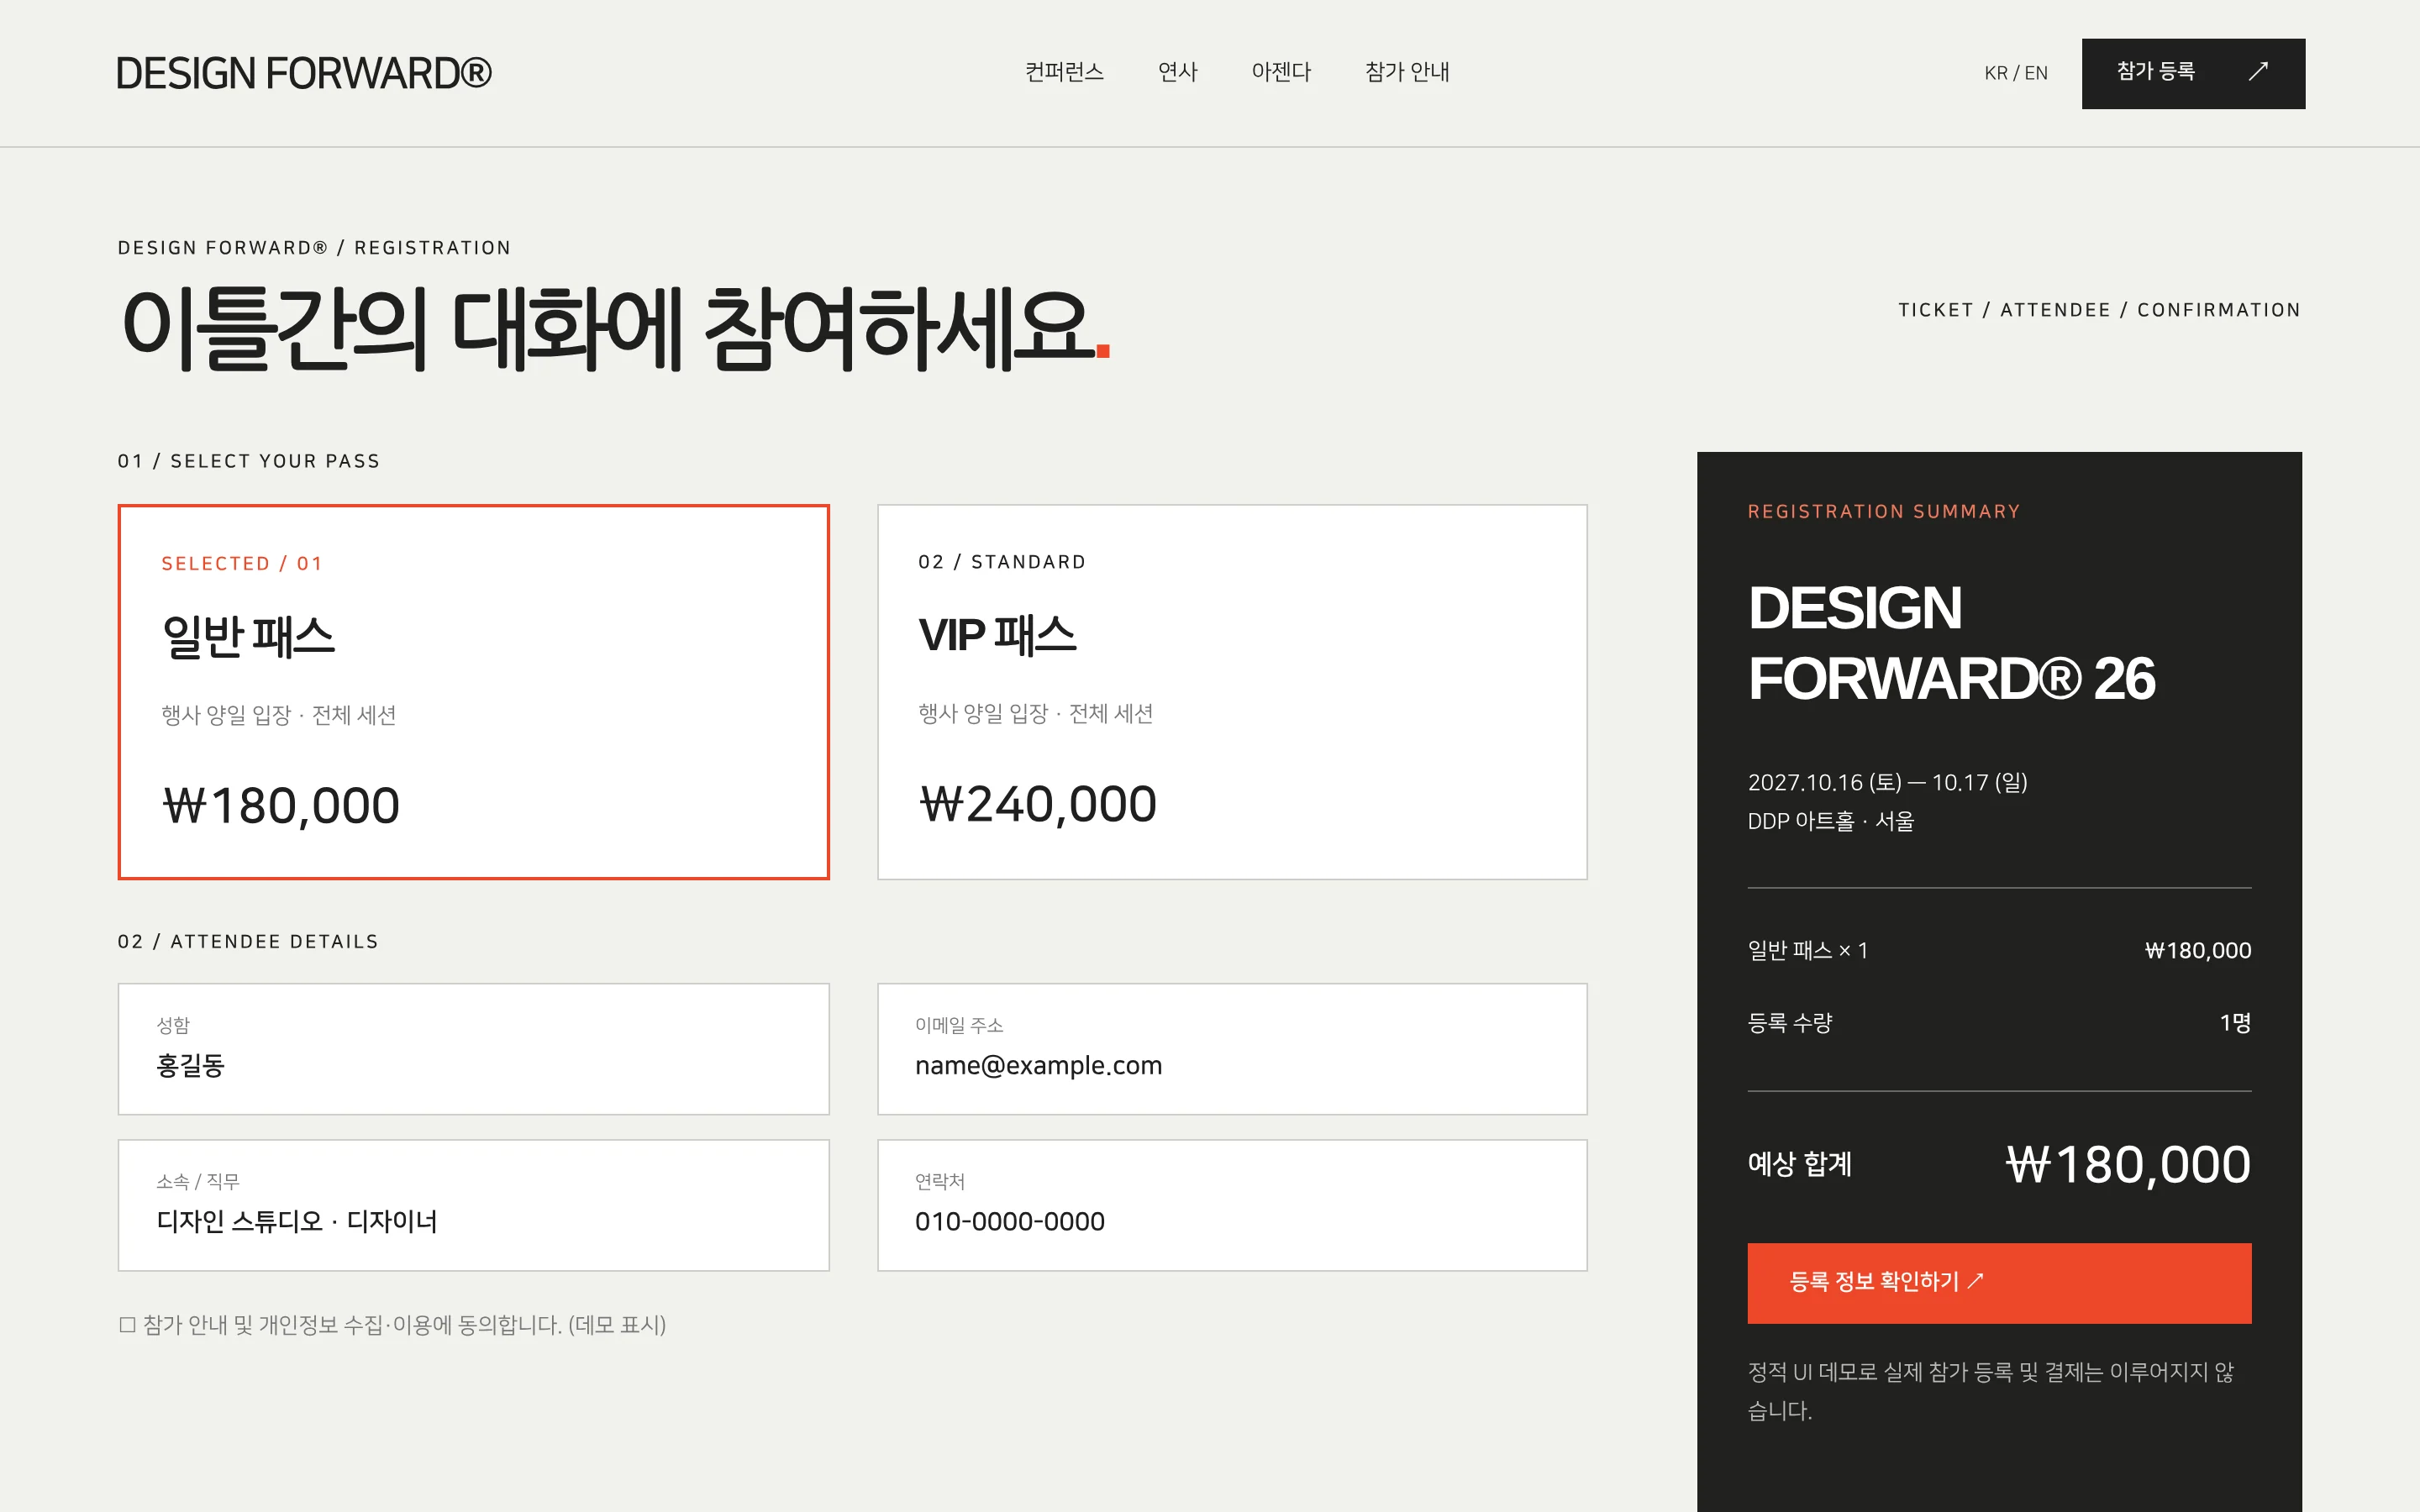 DESIGN FORWARD®
컨퍼런스 연사 아젠다 참가 안내
KR / EN
참가 등록 ↗
DESIGN FORWARD® / REGISTRATION
이틀간의 대화에 참여하세요.
TICKET / ATTENDEE / CONFIRMATION
01 / SELECT YOUR PASS
SELECTED / 01
일반 패스
행사 양일 입장 · 전체 세션
₩180,000
02 / STANDARD
VIP 패스
행사 양일 입장 · 전체 세션
₩240,000
02 / ATTENDEE DETAILS
성함
홍길동
이메일 주소
name@example.com
소속 / 직무
디자인 스튜디오 · 디자이너
연락처
010-0000-0000
☐ 참가 안내 및 개인정보 수집·이용에 동의합니다. (데모 표시)
REGISTRATION SUMMARY
DESIGN
FORWARD® 26
2027.10.16 (토) — 10.17 (일)
DDP 아트홀 · 서울
일반 패스 × 1 ₩180,000
등록 수량 1명
예상 합계 ₩180,000
등록 정보 확인하기 ↗
정적 UI 데모로 실제 참가 등록 및 결제는 이루어지지 않
습니다.